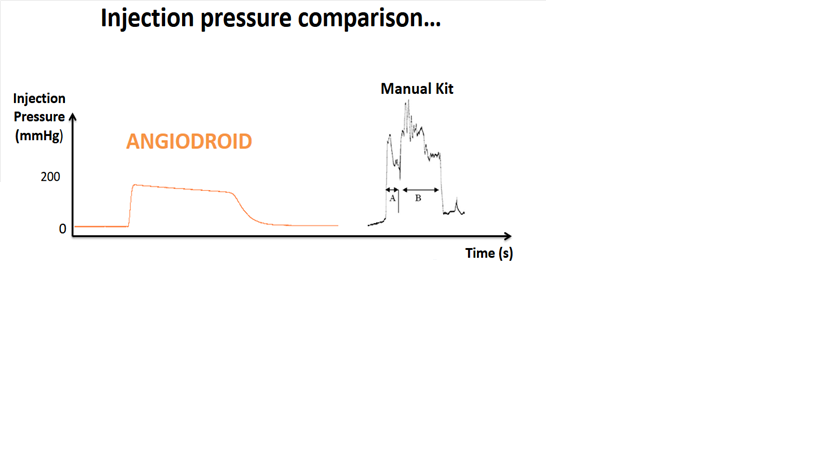 Injection pressure comparison...
Manual Kit
Injection
Pressure
(mmHg)
ANGIODROID
200
A
B
0
Time (s)